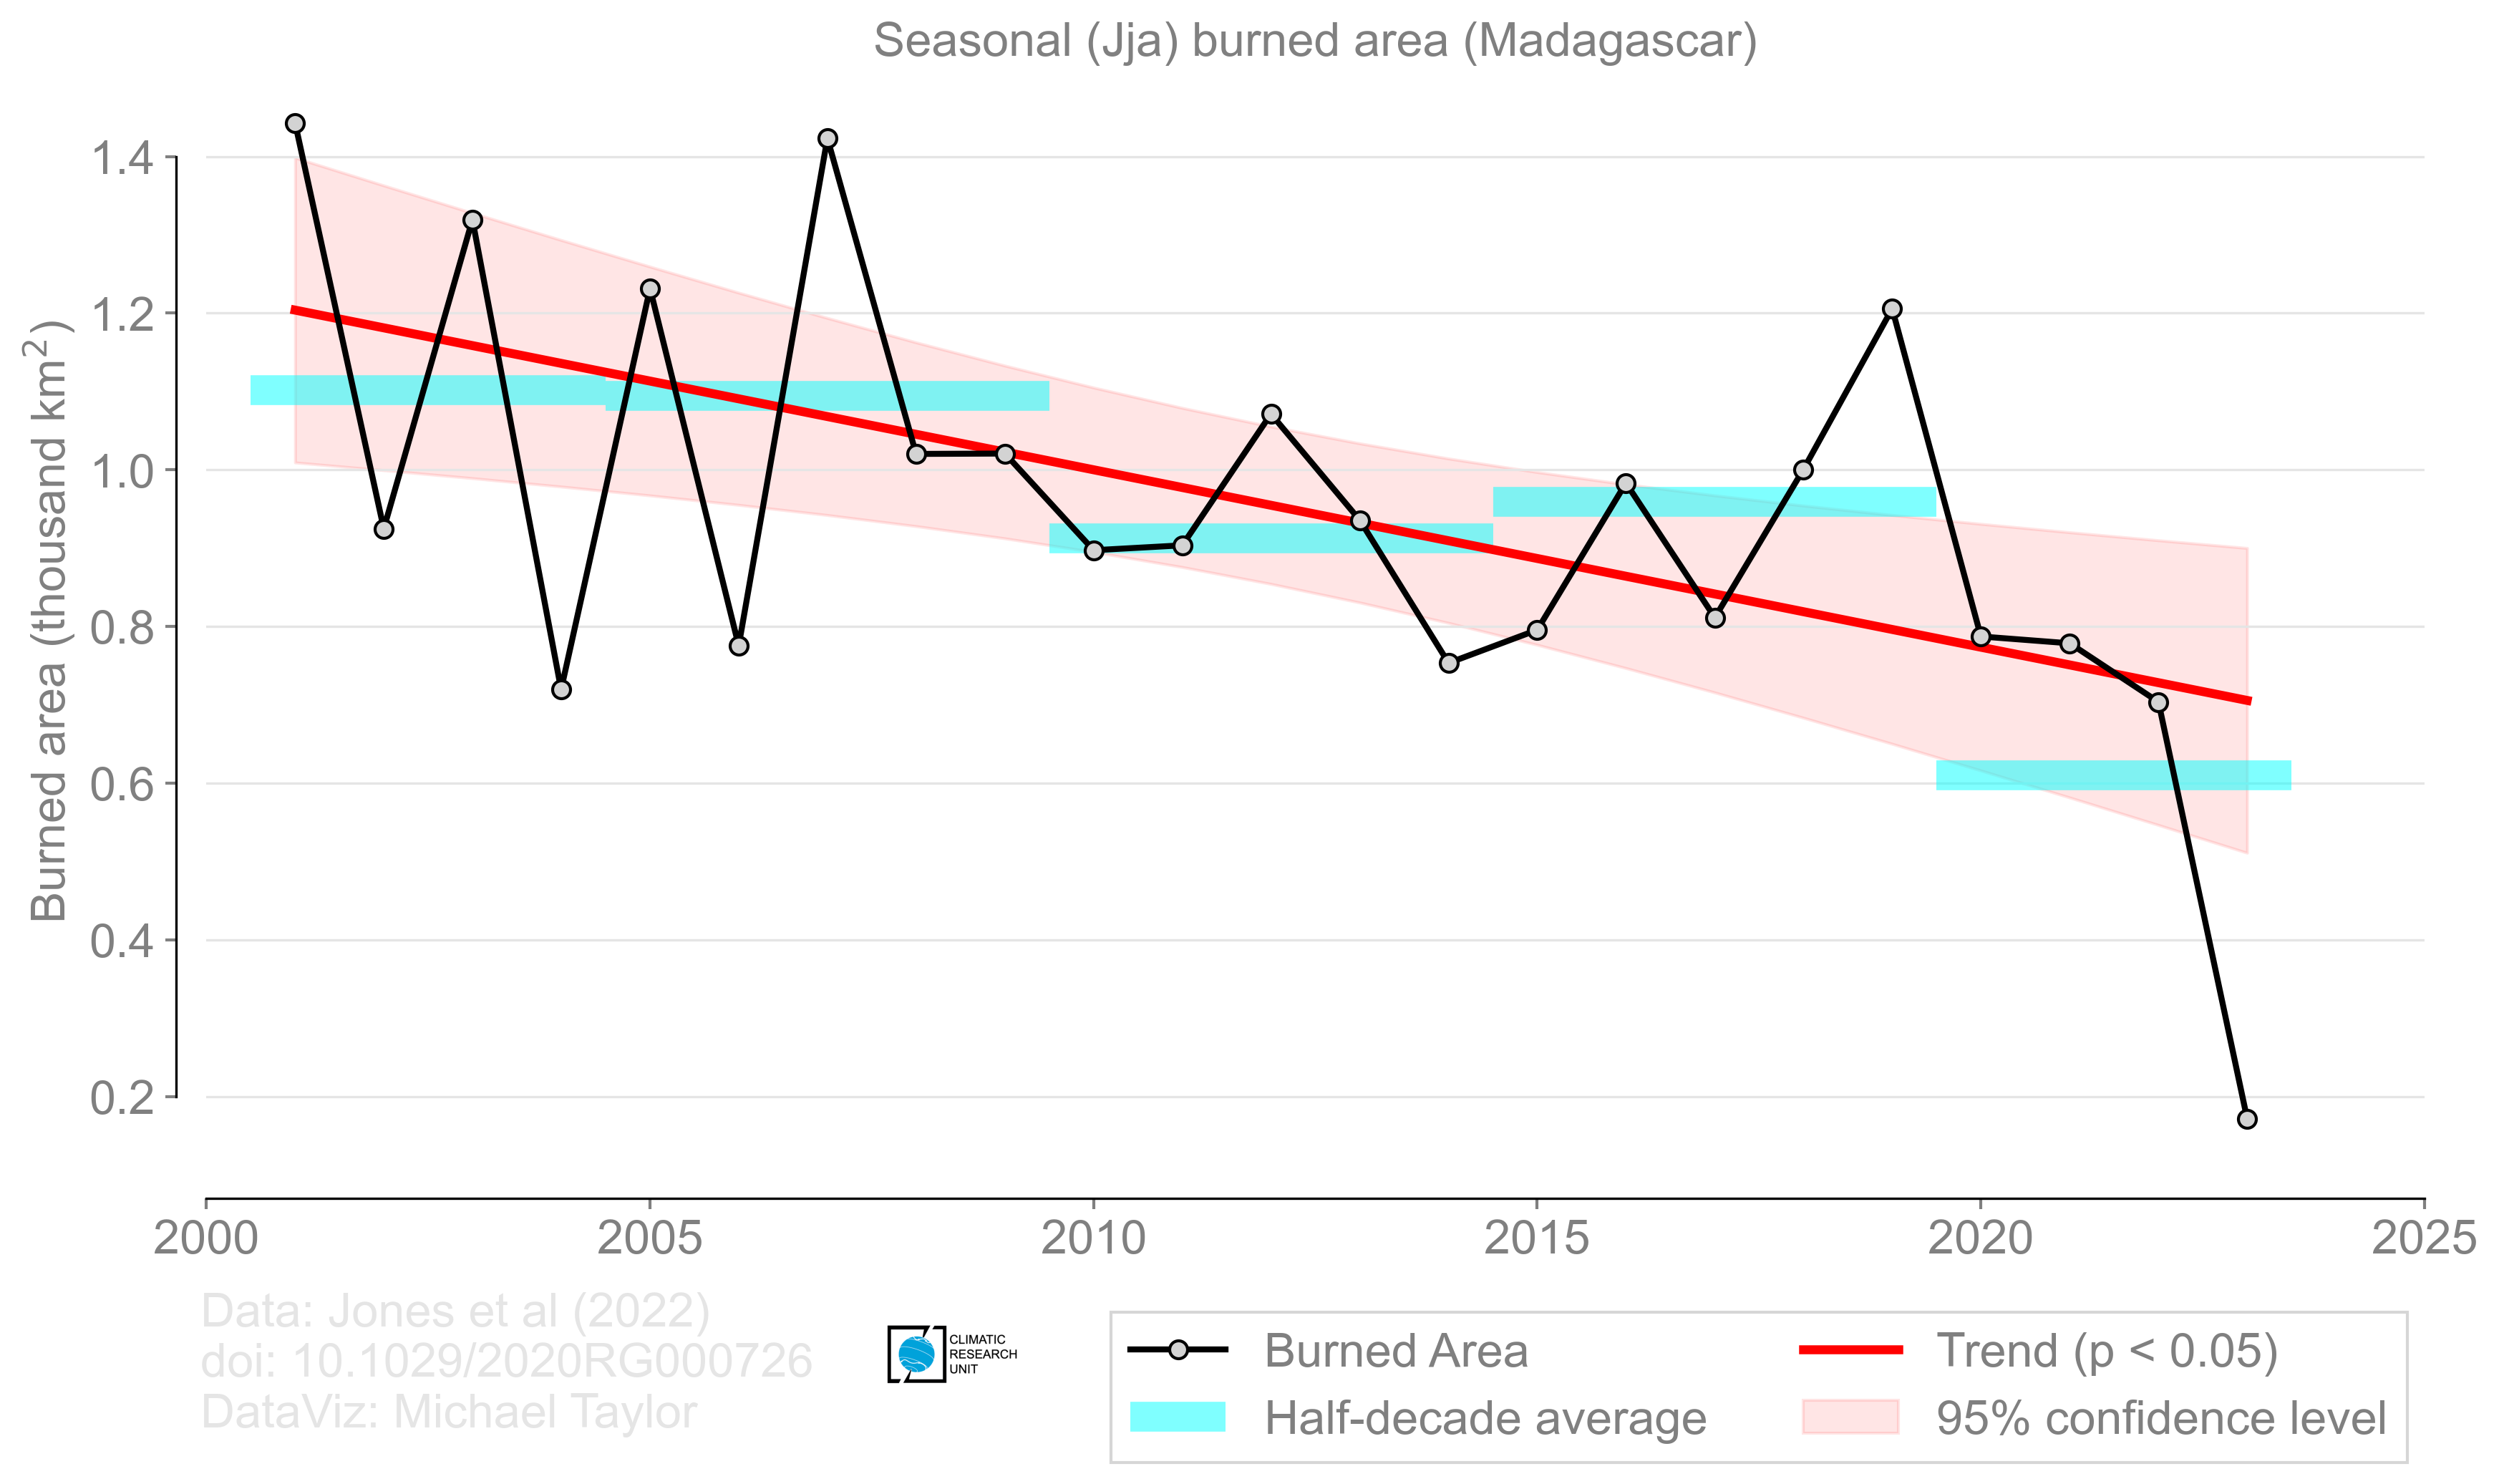 Seasonal (Jja) burned area (Madagascar)
Burned area (thousand km²)
1.4
1.2
1.0
0.8
0.6
0.4
0.2
2000 2005 2010 2015 2020 2025
Data: Jones et al (2022)
doi: 10.1029/2020RG000726
DataViz: Michael Taylor
CLIMATIC
RESEARCH
UNIT
Burned Area
Half-decade average
Trend (p < 0.05)
95% confidence level